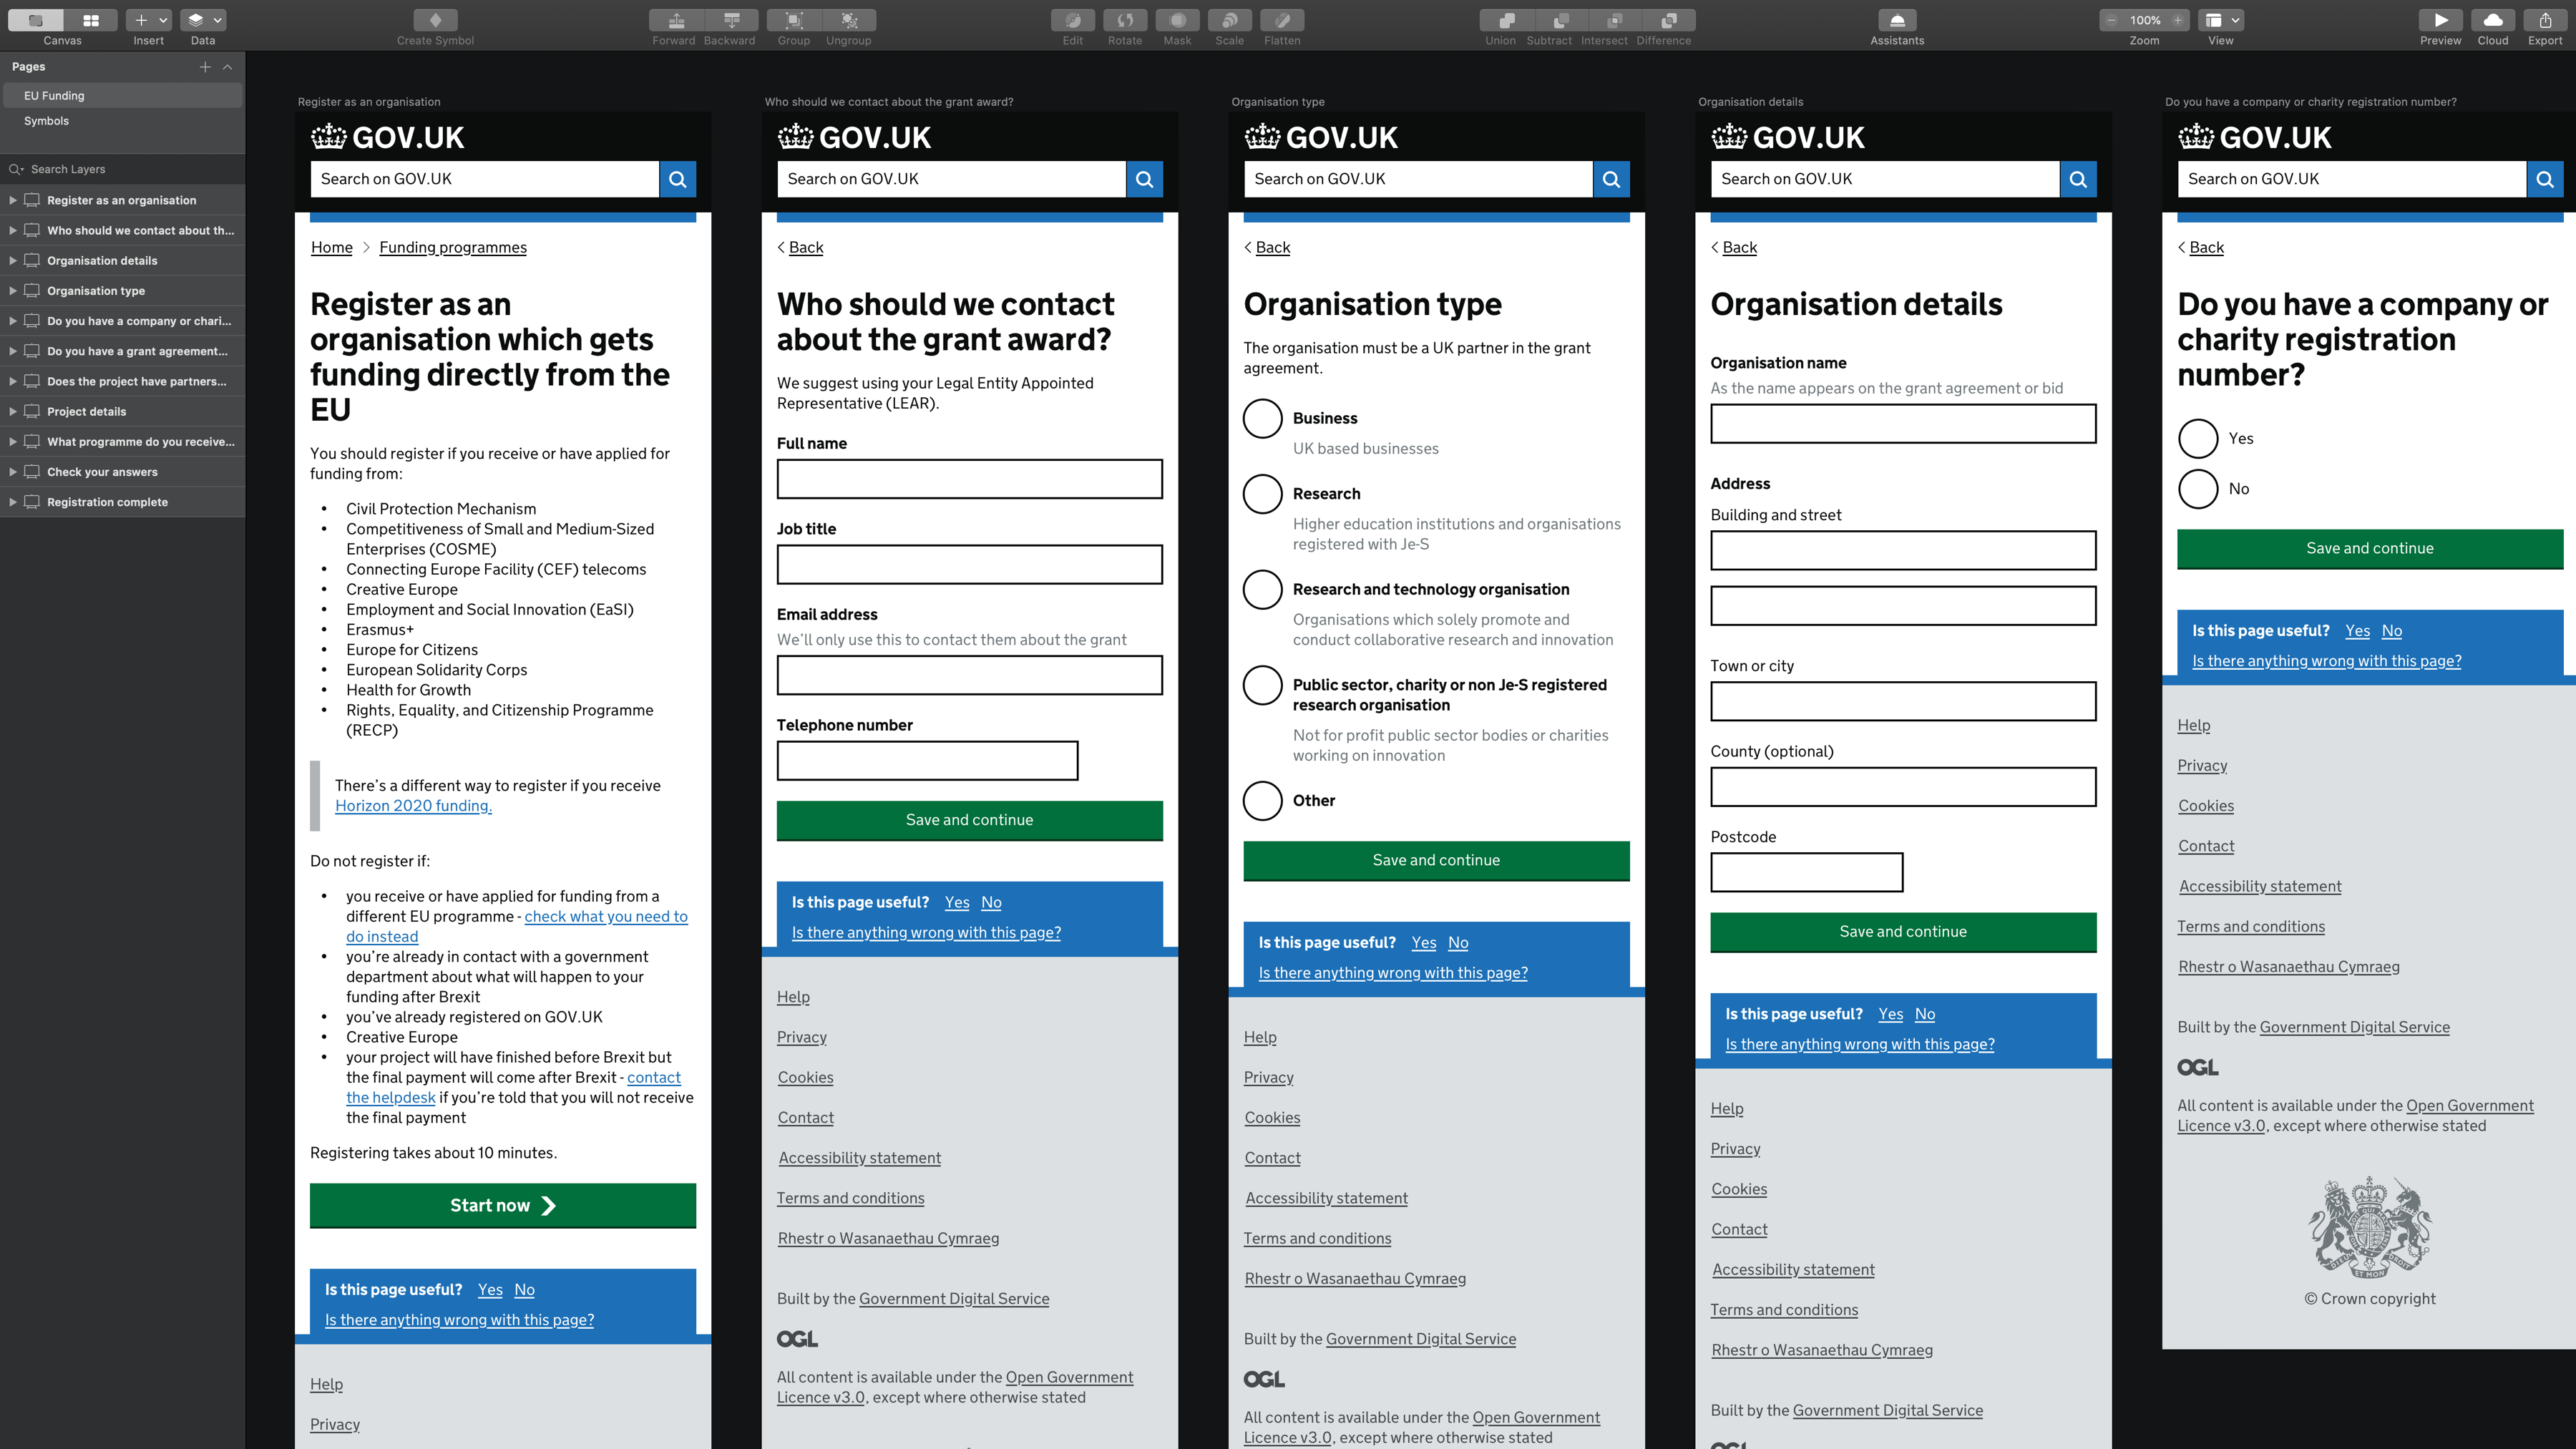 Canvas
Insert
Data
Create Symbol
Forward
Backward
Group
Ungroup
Edit
Rotate
Mask
Scale
Flatten
Union
Subtract
Intersect
Difference
Assistants
100%
Zoom
View
Preview
Cloud
Export
Pages
EU Funding
Symbols
Search Layers
Register as an organisation
Who should we contact about th...
Organisation details
Organisation type
Do you have a company or chari...
Do you have a grant agreement...
Does the project have partners...
Project details
What programme do you receive...
Check your answers
Registration complete
Register as an organisation
GOV.UK
Search on GOV.UK
Home > Funding programmes
Register as an
organisation which gets
funding directly from the
EU
You should register if you receive or have applied for
funding from:
• Civil Protection Mechanism
• Competitiveness of Small and Medium-Sized
Enterprises (COSME)
• Connecting Europe Facility (CEF) telecoms
• Creative Europe
• Employment and Social Innovation (EaSI)
• Erasmus+
• Europe for Citizens
• European Solidarity Corps
• Health for Growth
• Rights, Equality, and Citizenship Programme
(RECP)
There's a different way to register if you receive
Horizon 2020 funding.
Do not register if:
• you receive or have applied for funding from a
different EU programme - check what you need to
do instead
• you're already in contact with a government
department about what will happen to your
funding after Brexit
• you've already registered on GOV.UK
• Creative Europe
• your project will have finished before Brexit but
the final payment will come after Brexit - contact
the helpdesk if you're told that you will not receive
the final payment
Registering takes about 10 minutes.
Start now
Is this page useful? Yes No
Is there anything wrong with this page?
Help
Privacy
Who should we contact about the grant award?
GOV.UK
Search on GOV.UK
< Back
Who should we contact
about the grant award?
We suggest using your Legal Entity Appointed
Representative (LEAR).
Full name
Job title
Email address
We'll only use this to contact them about the grant
Telephone number
Save and continue
Is this page useful? Yes No
Is there anything wrong with this page?
Help
Privacy
Cookies
Contact
Accessibility statement
Terms and conditions
Rhestr o Wasanaethau Cymraeg
Built by the Government Digital Service
OGL
All content is available under the Open Government
Licence v3.0, except where otherwise stated
Organisation type
GOV.UK
Search on GOV.UK
< Back
Organisation type
The organisation must be a UK partner in the grant
agreement.
Business
UK based businesses
Research
Higher education institutions and organisations
registered with Je-S
Research and technology organisation
Organisations which solely promote and
conduct collaborative research and innovation
Public sector, charity or non Je-S registered
research organisation
Not for profit public sector bodies or charities
working on innovation
Other
Save and continue
Is this page useful? Yes No
Is there anything wrong with this page?
Help
Privacy
Cookies
Contact
Accessibility statement
Terms and conditions
Rhestr o Wasanaethau Cymraeg
Built by the Government Digital Service
OGL
All content is available under the Open Government
Licence v3.0, except where otherwise stated
Organisation details
GOV.UK
Search on GOV.UK
< Back
Organisation details
Organisation name
As the name appears on the grant agreement or bid
Address
Building and street
Town or city
County (optional)
Postcode
Save and continue
Is this page useful? Yes No
Is there anything wrong with this page?
Help
Privacy
Cookies
Contact
Accessibility statement
Terms and conditions
Rhestr o Wasanaethau Cymraeg
Built by the Government Digital Service
Do you have a company or charity registration number?
GOV.UK
Search on GOV.UK
< Back
Do you have a company or
charity registration
number?
Yes
No
Save and continue
Is this page useful? Yes No
Is there anything wrong with this page?
Help
Privacy
Cookies
Contact
Accessibility statement
Terms and conditions
Rhestr o Wasanaethau Cymraeg
Built by the Government Digital Service
OGL
All content is available under the Open Government
Licence v3.0, except where otherwise stated
© Crown copyright